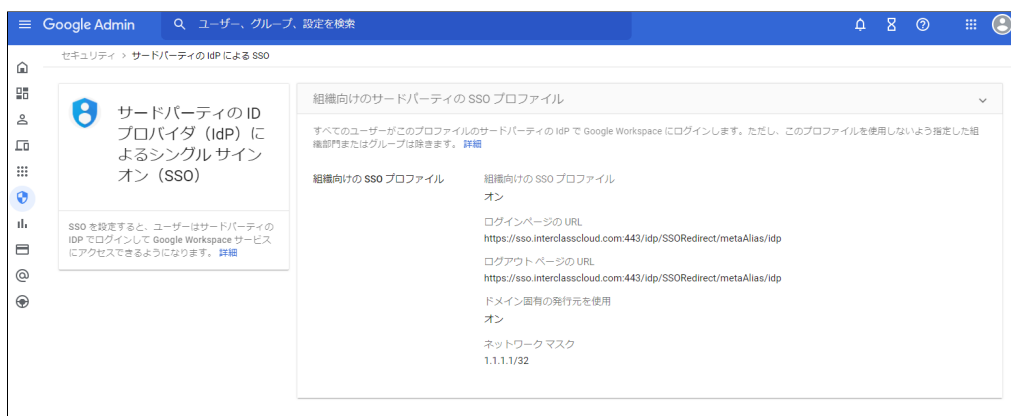 Google Admin
ユーザー、グループ、設定を検索
セキュリティ > サードパーティの IdP による SSO
サードパーティの ID
プロバイダ（IdP）に
よるシングル サイン
オン（SSO）
SSO を設定すると、ユーザーはサードパーティの
IDP でログインして Google Workspace サービス
にアクセスできるようになります。 詳細
組織向けのサードパーティの SSO プロファイル
すべてのユーザーがこのプロファイルのサードパーティの IdP で Google Workspace にログインします。ただし、このプロファイルを使用しないよう指定した組
織部門またはグループは除きます。 詳細
組織向けの SSO プロファイル
組織向けの SSO プロファイル
オン
ログインページの URL
https://sso.interclasscloud.com:443/idp/SSORedirect/metaAlias/idp
ログアウト ページの URL
https://sso.interclasscloud.com:443/idp/SSORedirect/metaAlias/idp
ドメイン固有の発行元を使用
オン
ネットワーク マスク
1.1.1.1/32